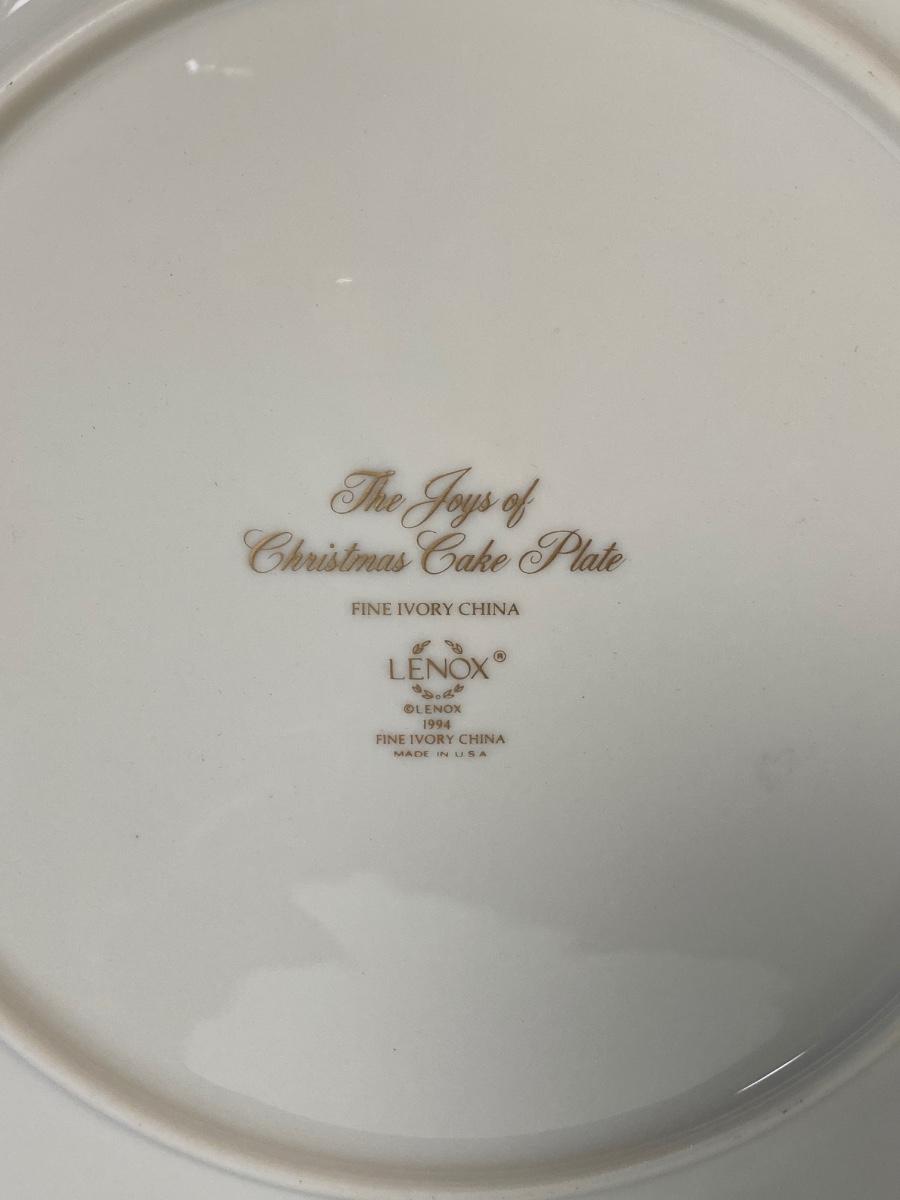 The Joys of
Christmas Cake Plate
FINE IVORY CHINA
LENOX®
©LENOX
1994
FINE IVORY CHINA
MADE IN U.S.A